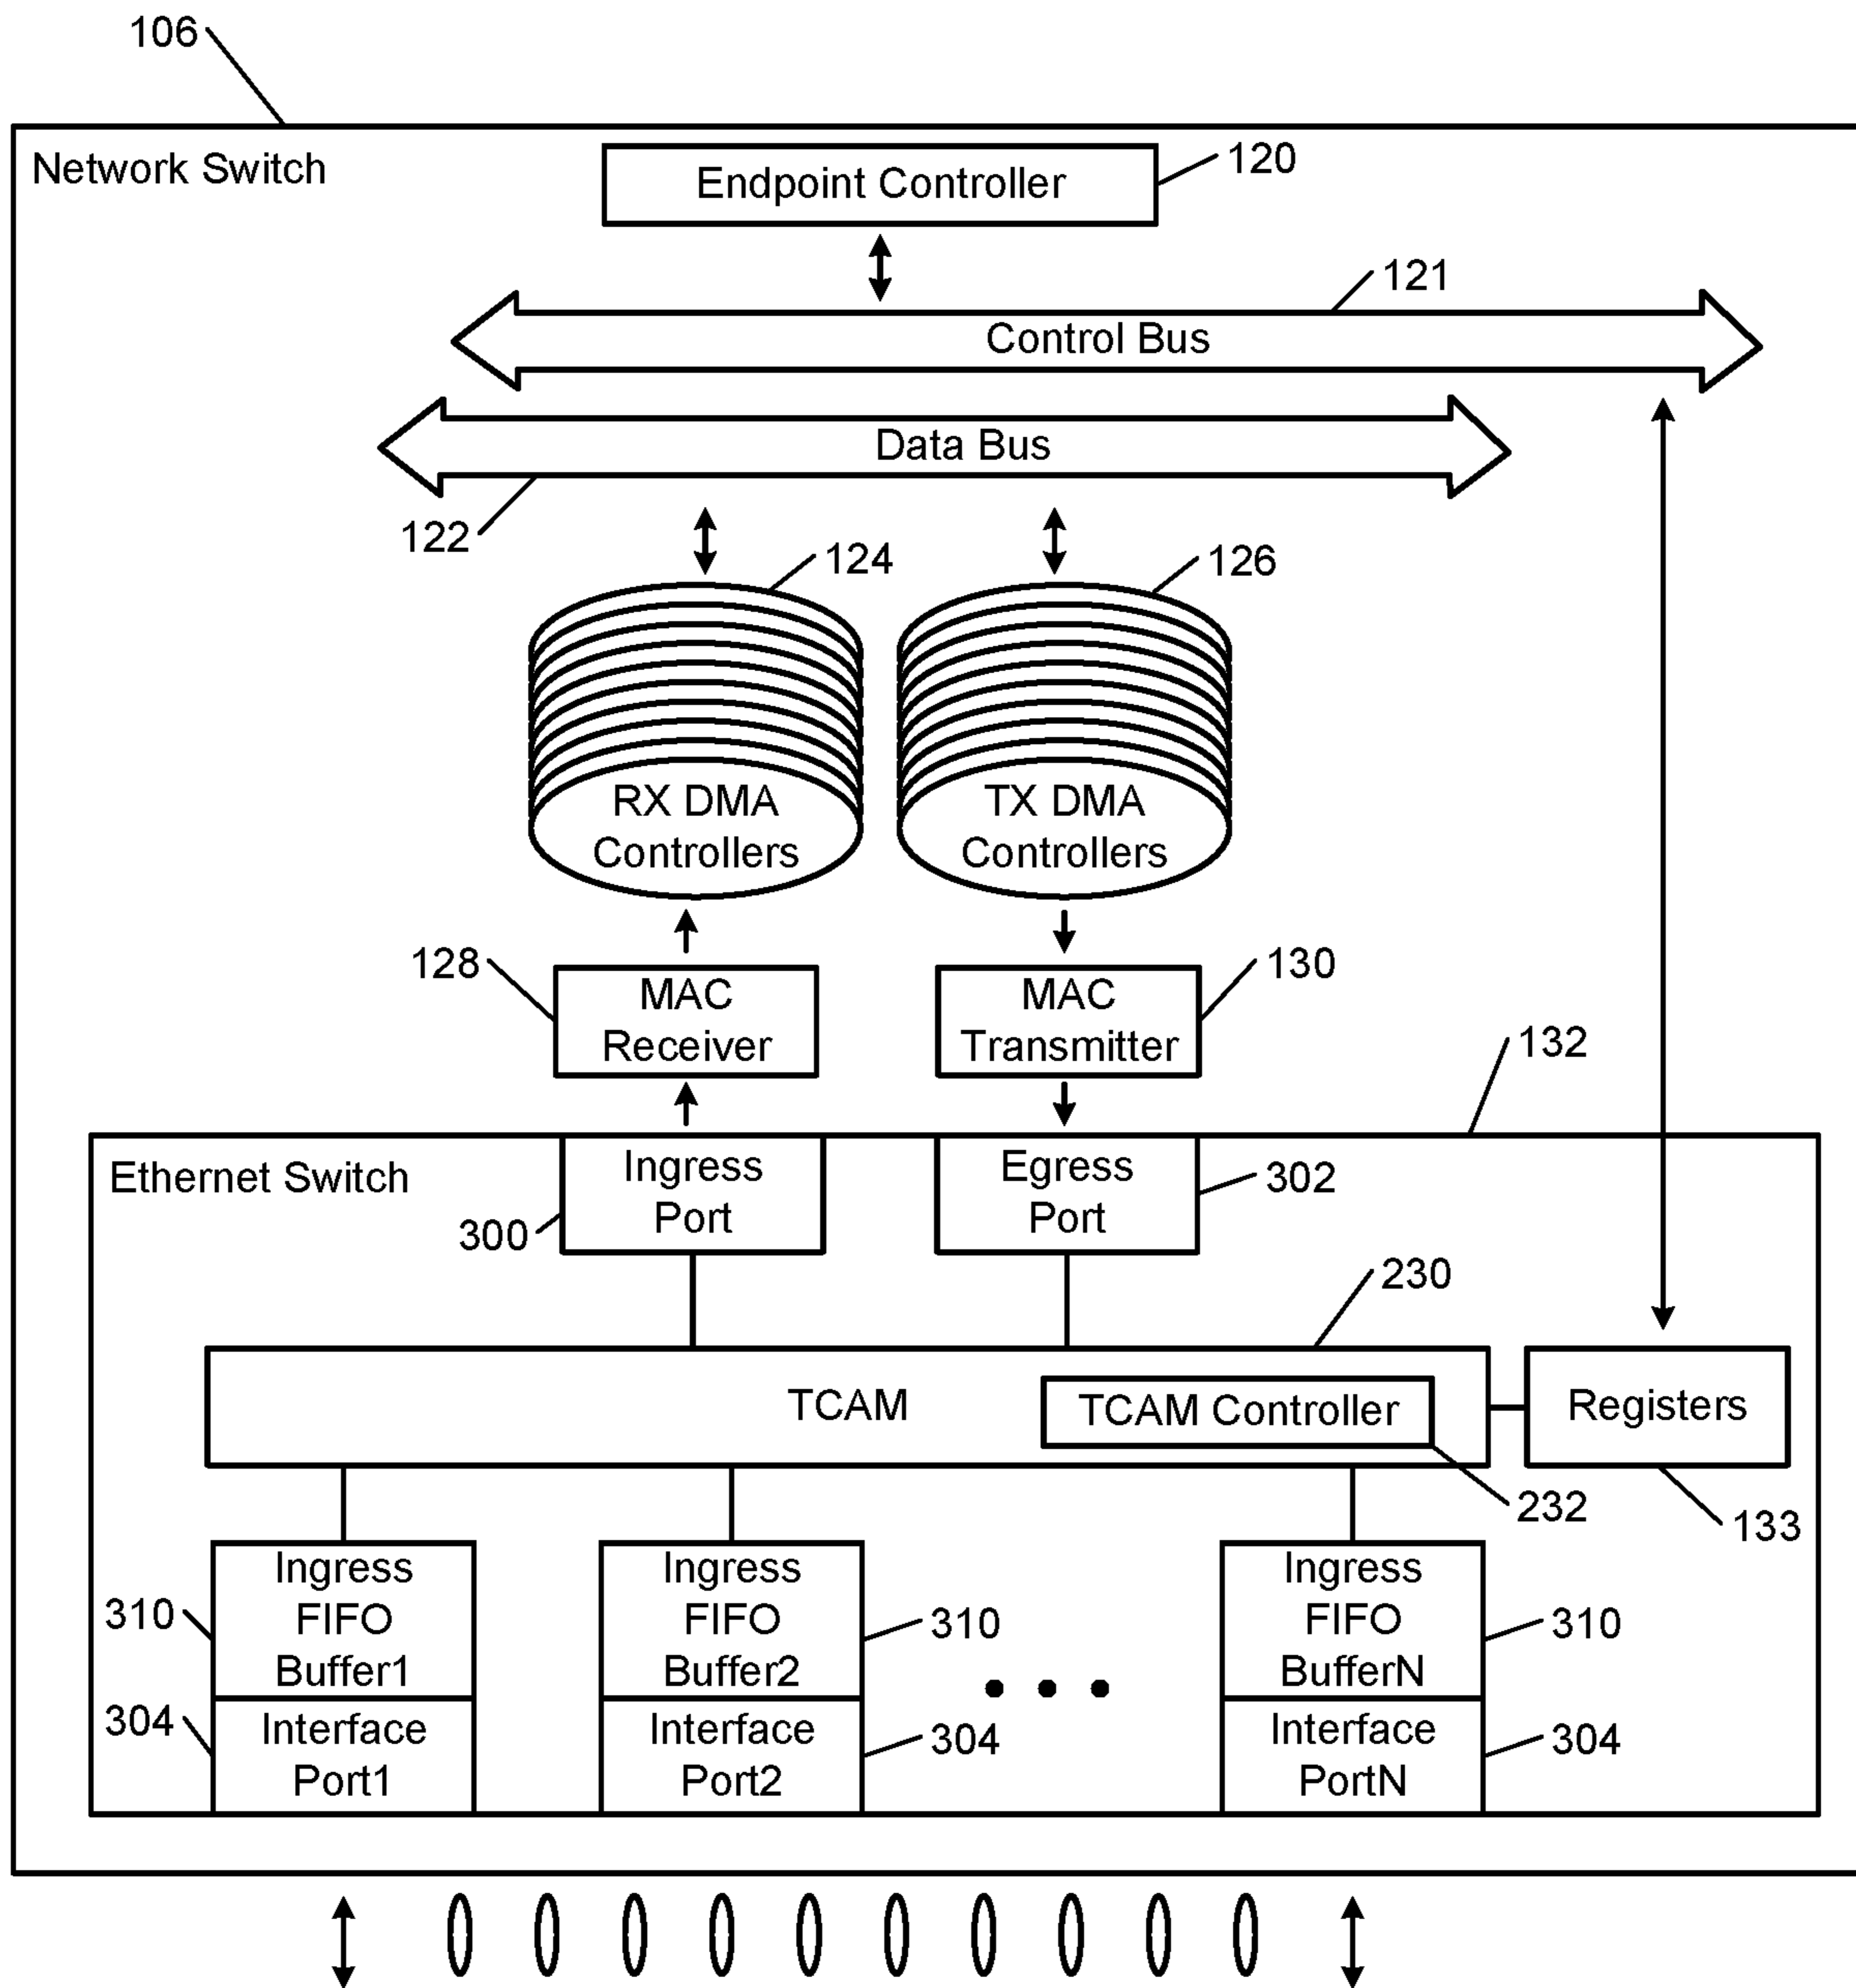 106
Network Switch
Endpoint Controller
120
121
Control Bus
Data Bus
122
124
126
RX DMA
Controllers
TX DMA
Controllers
128
MAC
Receiver
MAC
Transmitter
130
132
Ethernet Switch
Ingress
Port
300
Egress
Port
302
230
TCAM
TCAM Controller
Registers
232
133
Ingress
FIFO
Buffer1
310
Interface
Port1
304
Ingress
FIFO
Buffer2
310
Interface
Port2
304
Ingress
FIFO
BufferN
310
Interface
PortN
304